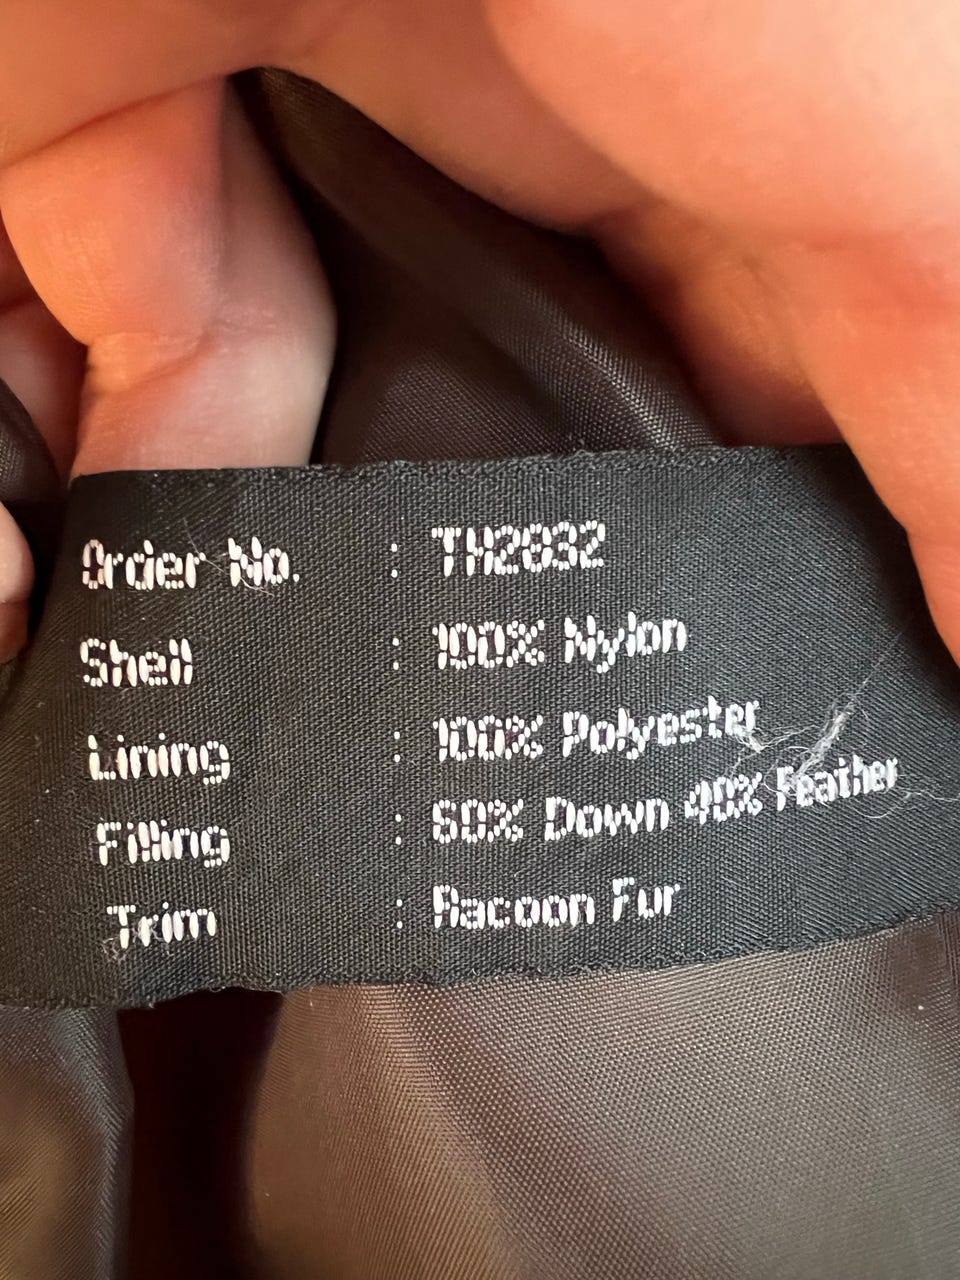 Order No. : TH2832
Shell : 100% Nylon
Lining : 100% Polyester
Filling : 60% Down 40% Feather
Trim : Racoon Fur